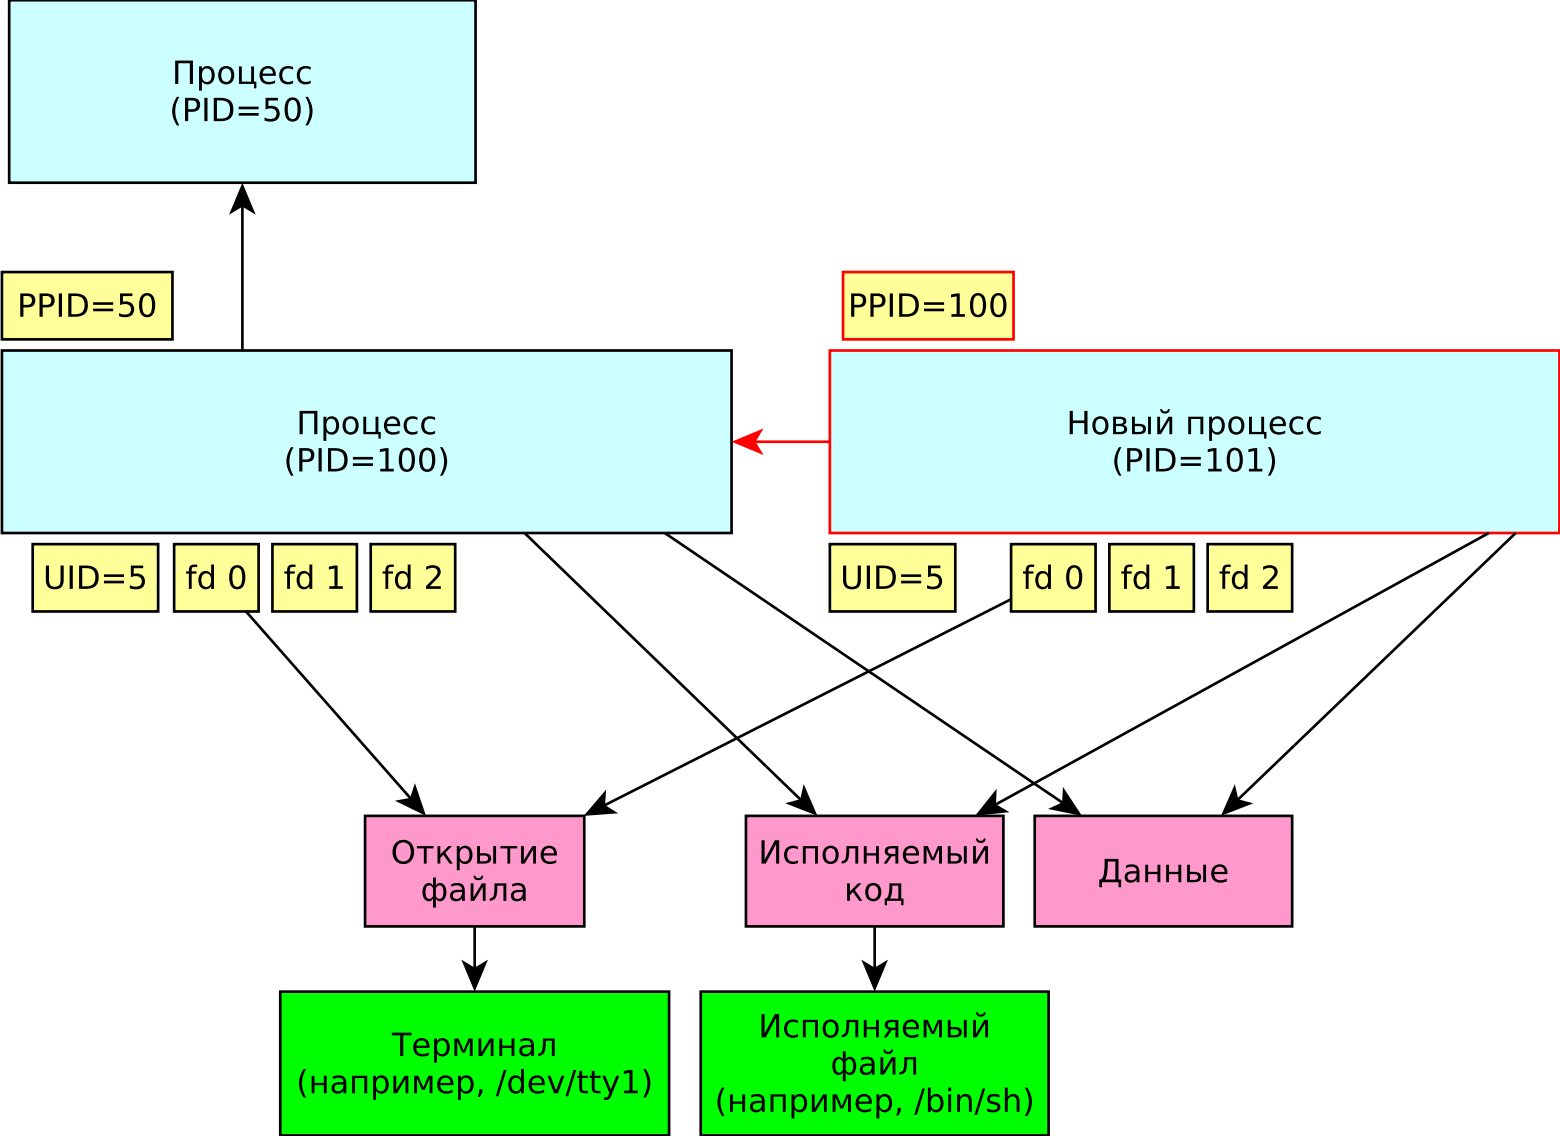 Процесс
(PID=50)
PPID=50
PPID=100
Процесс
(PID=100)
Новый процесс
(PID=101)
UID=5
fd 0
fd 1
fd 2
UID=5
fd 0
fd 1
fd 2
Открытие
файла
Исполняемый
код
Данные
Терминал
(например, /dev/tty1)
Исполняемый
файл
(например, /bin/sh)